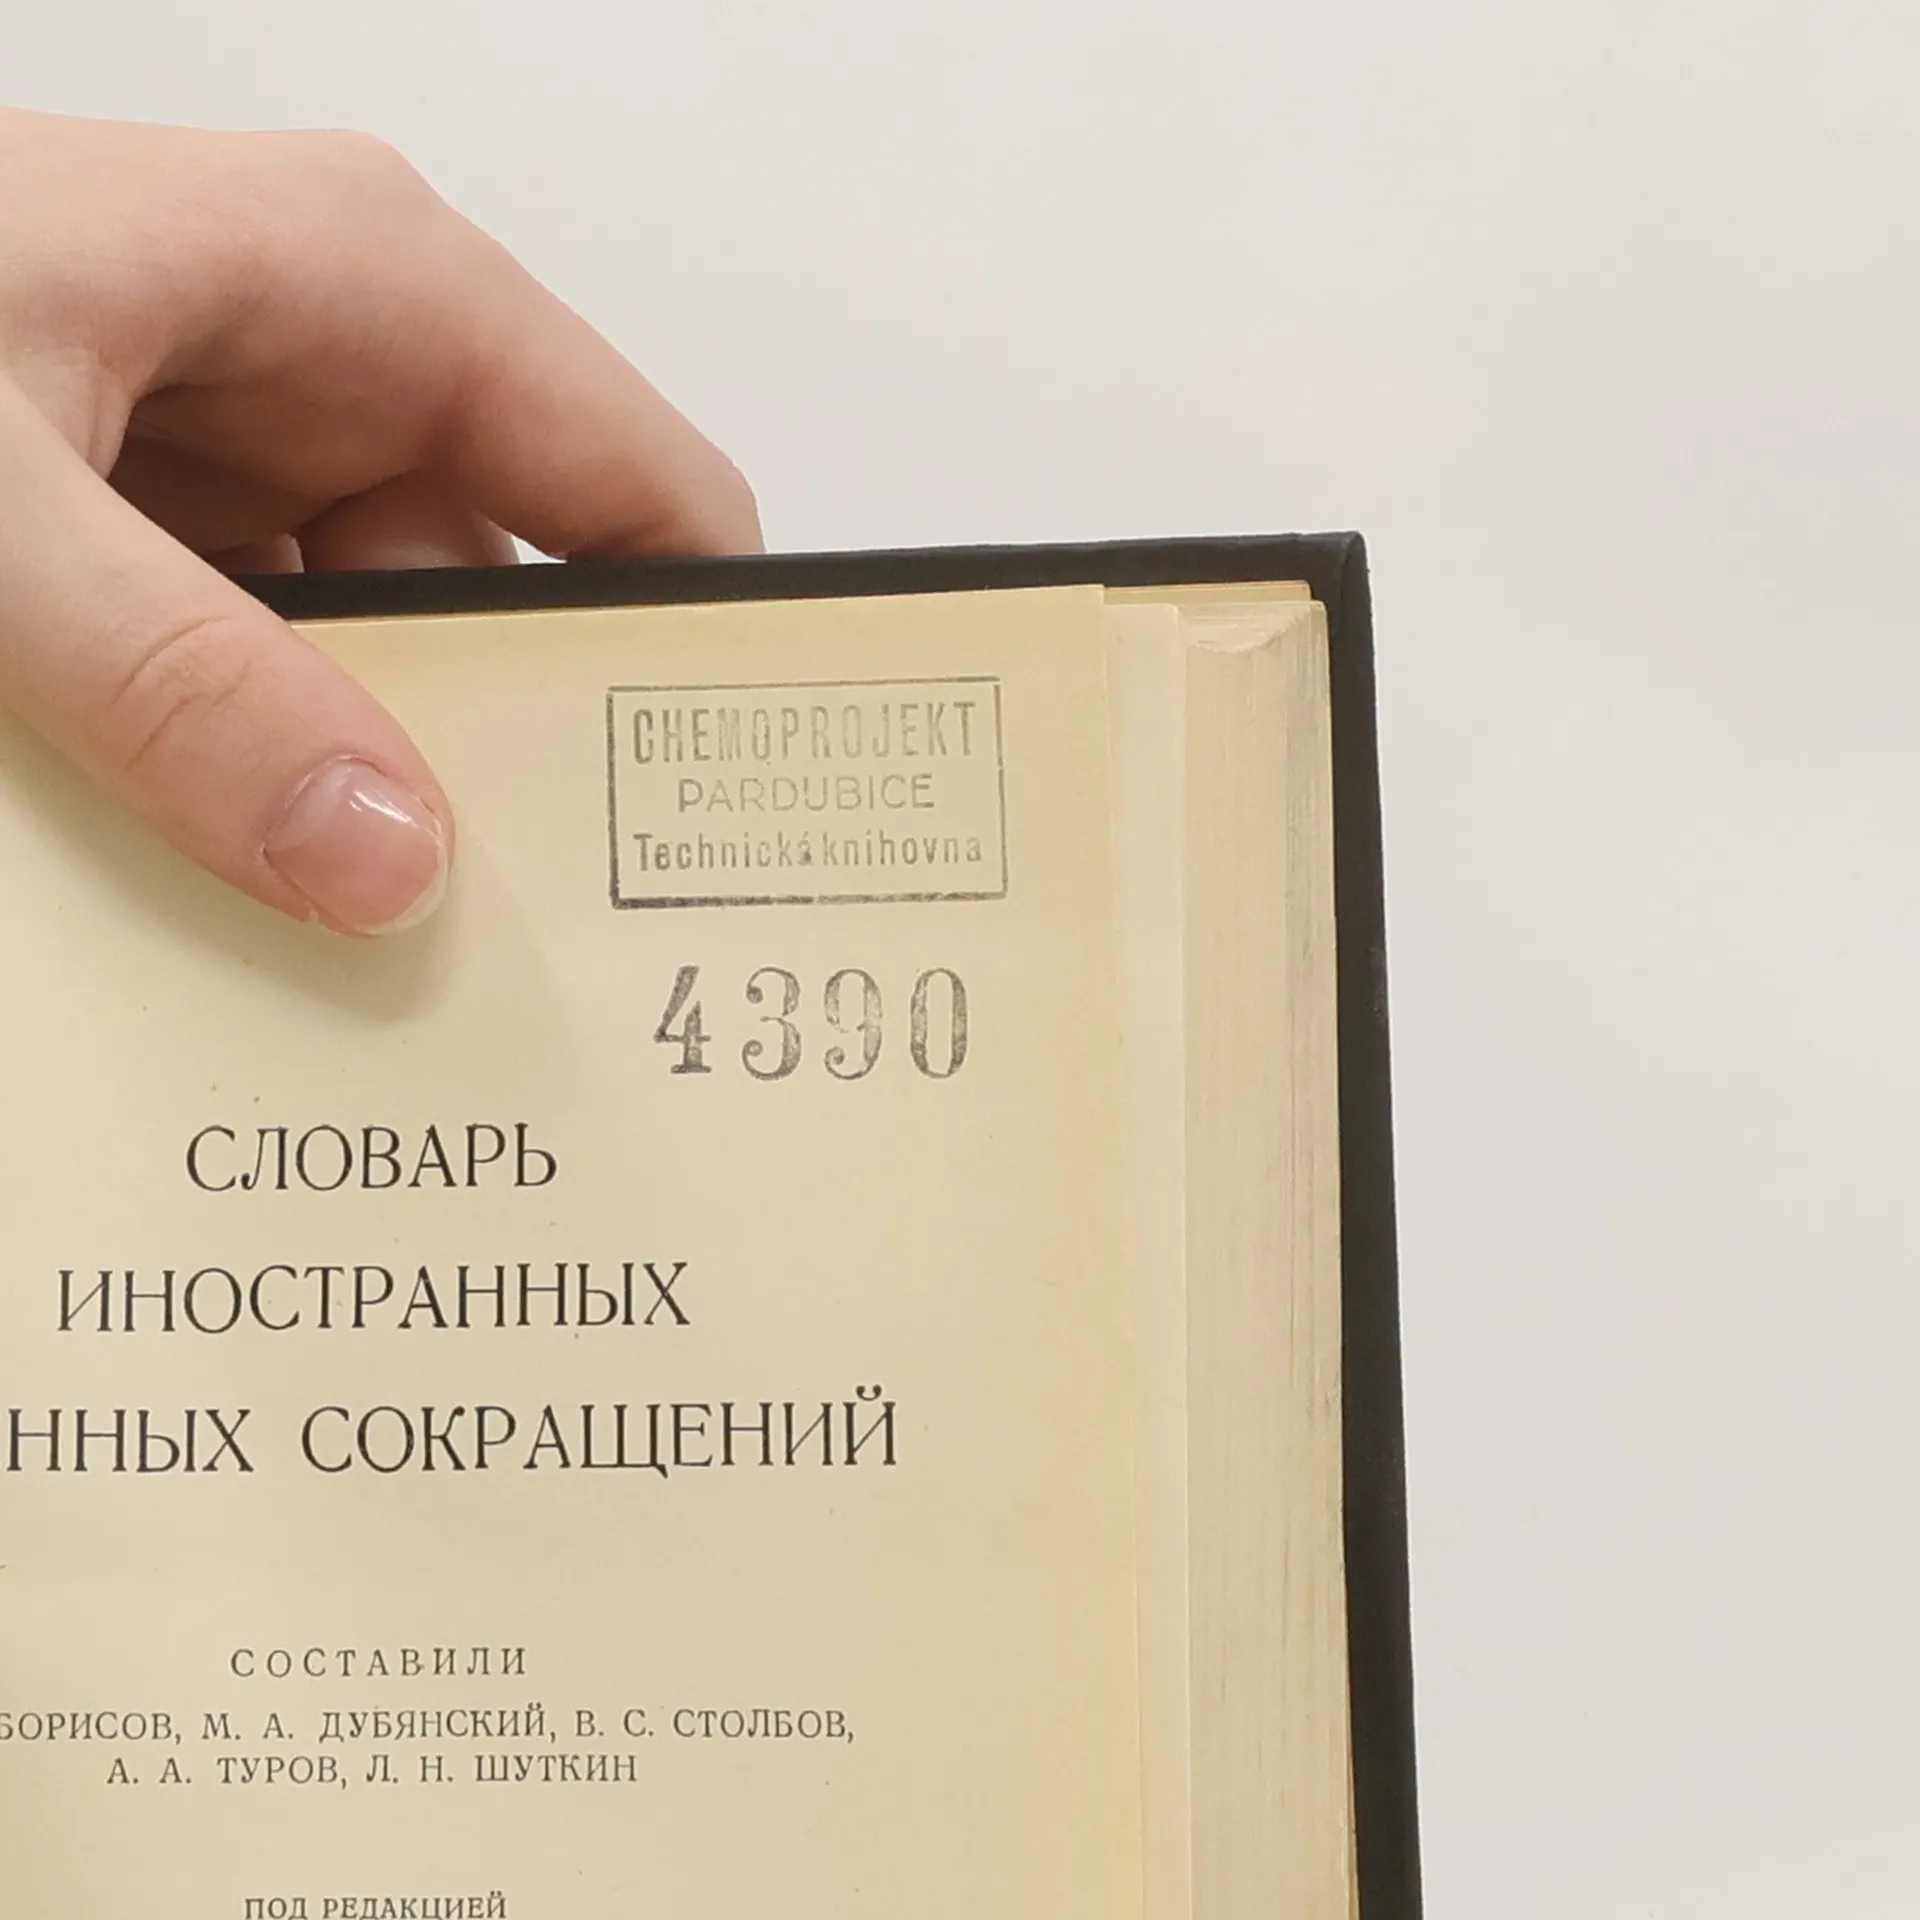 CHEMOPROJEKT
PARDUBICE
Technická knihovna
4390
СЛОВАРЬ
ИНОСТРАННЫХ
ННЫХ СОКРАЩЕНИЙ
СОСТАВИЛИ
БОРИСОВ, М. А. ДУБЯНСКИЙ, В. С. СТОЛБОВ,
А. А. ТУРОВ, Л. Н. ШУТКИН
ПОД РЕДАКЦИЕЙ